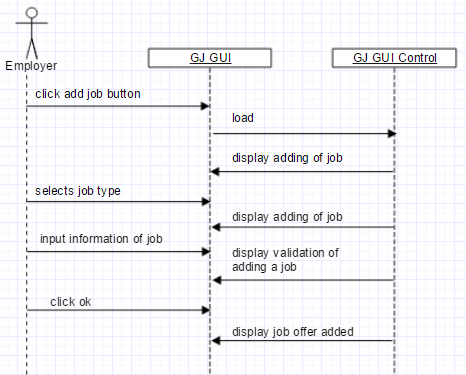 Employer
GJ GUI
GJ GUI Control
click add job button
load
display adding of job
selects job type
display adding of job
input information of job
display validation of
adding a job
click ok
display job offer added